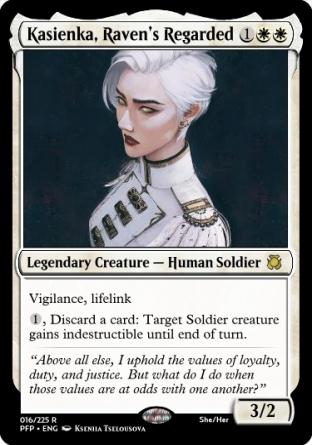 Kasienka, Raven's Regarded 1
Legendary Creature — Human Soldier
Vigilance, lifelink
1, Discard a card: Target Soldier creature
gains indestructible until end of turn.
“Above all else, I uphold the values of loyalty,
duty, and justice. But what do I do when
those values are at odds with one another?”
3/2
016/225 R She/Her
PFP • ENG Kseniia Tselousova